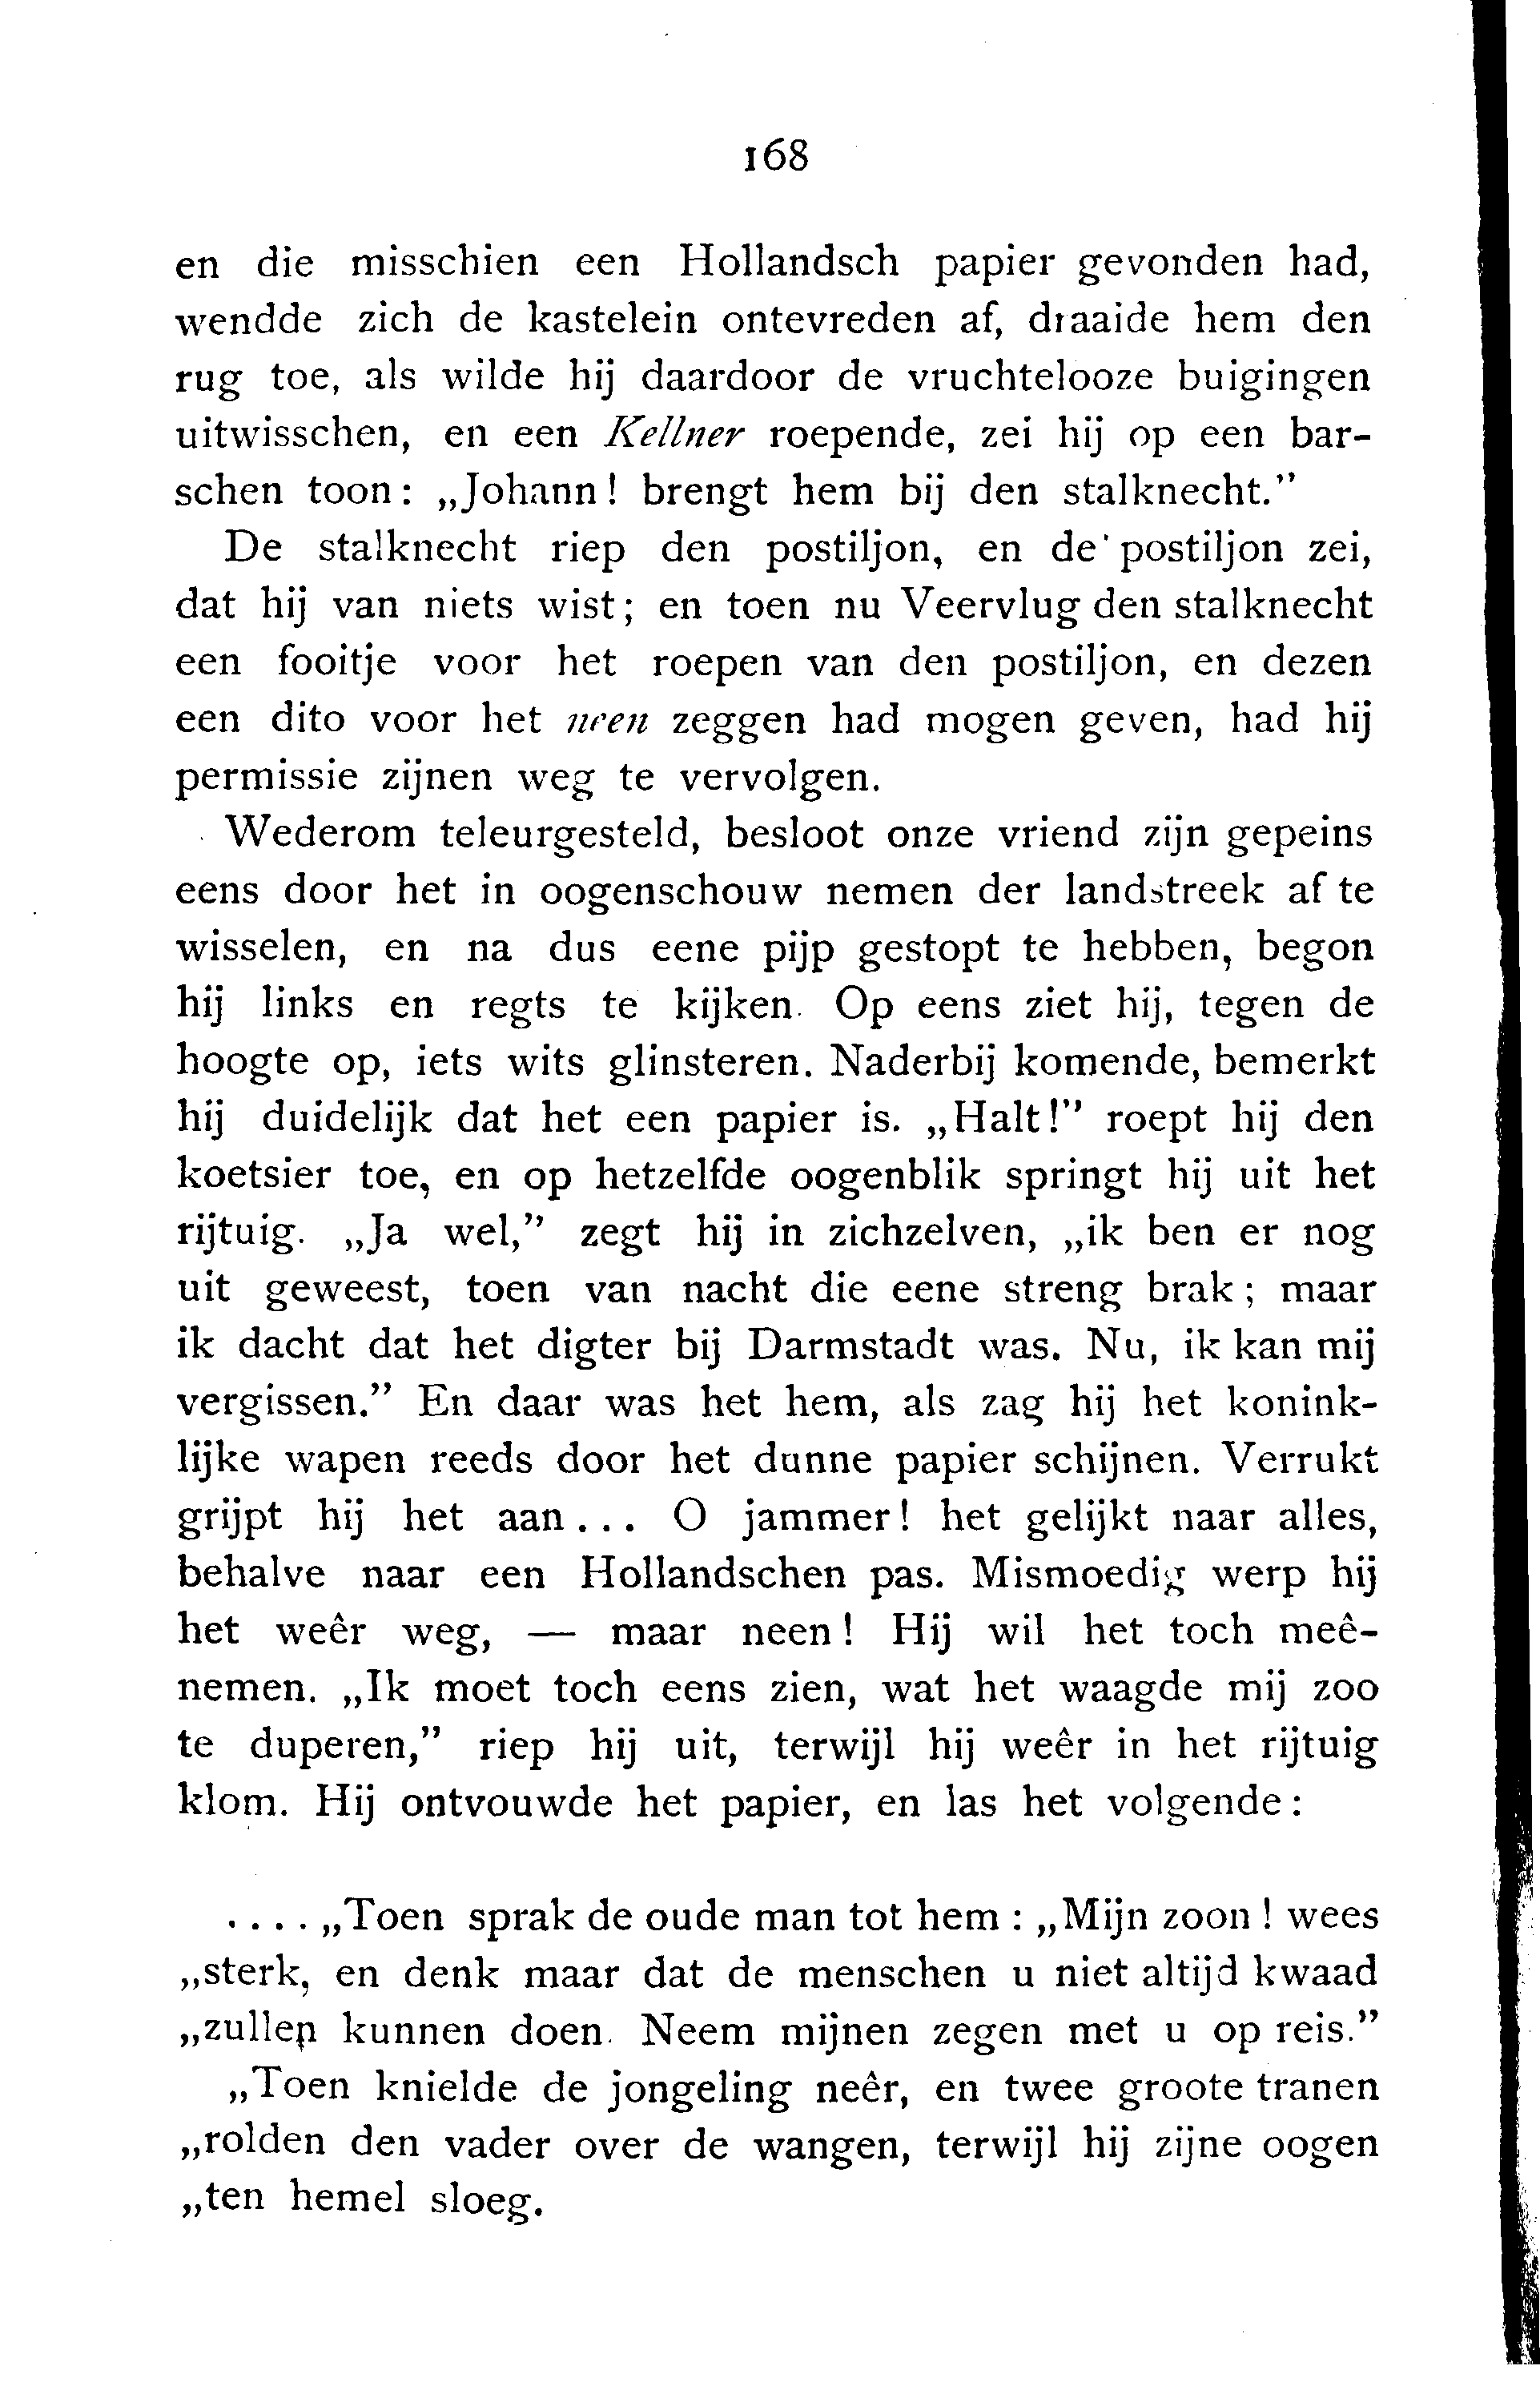 168
en die misschien een Hollandsch papier gevonden had,
wendde zich de kastelein ontevreden af, draaide hem den
rug toe, als wilde hij daardoor de vruchtelooze buigingen
uitwisschen, en een Kellner roepende, zei hij op een bar-
schen toon: „Johann! brengt hem bij den stalknecht.”
De stalknecht riep den postiljon, en de postiljon zei,
dat hij van niets wist; en toen nu Veervlug den stalknecht
een fooitje voor het roepen van den postiljon, en dezen
een dito voor het neen zeggen had mogen geven, had hij
permissie zijnen weg te vervolgen.
Wederom teleurgesteld, besloot onze vriend zijn gepeins
eens door het in oogenschouw nemen der landstreek af te
wisselen, en na dus eene pijp gestopt te hebben, begon
hij links en regts te kijken. Op eens ziet hij, tegen de
hoogte op, iets wits glinsteren. Naderbij komende, bemerkt
hij duidelijk dat het een papier is. „Halt!” roept hij den
koetsier toe, en op hetzelfde oogenblik springt hij uit het
rijtuig. „Ja wel,” zegt hij in zichzelven, „ik ben er nog
uit geweest, toen van nacht die eene streng brak; maar
ik dacht dat het digter bij Darmstadt was. Nu, ik kan mij
vergissen.” En daar was het hem, als zag hij het konink-
lijke wapen reeds door het dunne papier schijnen. Verrukt
grijpt hij het aan... O jammer! het gelijkt naar alles,
behalve naar een Hollandschen pas. Mismoedig werp hij
het weêr weg, — maar neen! Hij wil het toch meê-
nemen. „Ik moet toch eens zien, wat het waagde mij zoo
te duperen,” riep hij uit, terwijl hij weêr in het rijtuig
klom. Hij ontvouwde het papier, en las het volgende:
.... „Toen sprak de oude man tot hem: „Mijn zoon! wees
„sterk, en denk maar dat de menschen u niet altijd kwaad
„zullen kunnen doen. Neem mijnen zegen met u op reis.”
„Toen knielde de jongeling neêr, en twee groote tranen
„rolden den vader over de wangen, terwijl hij zijne oogen
„ten hemel sloeg.